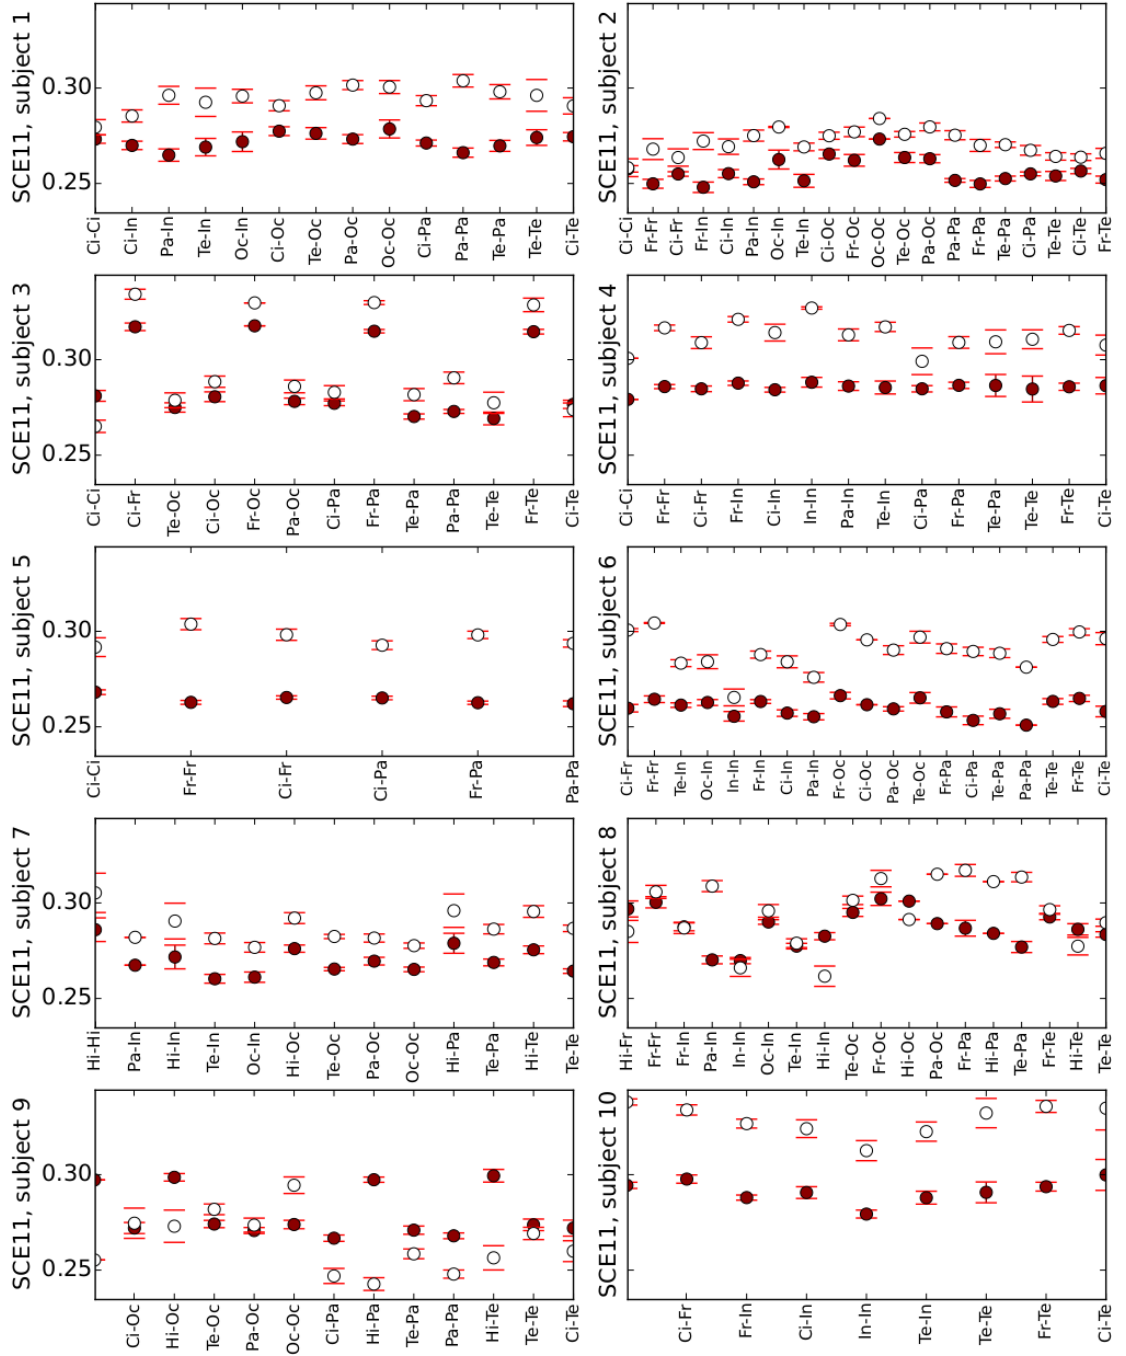 SCE11, subject 1
0.30
0.25
Ci-Ci
Ci-In
Pa-In
Te-In
Oc-In
Ci-Oc
Te-Oc
Pa-Oc
Oc-Oc
Ci-Pa
Pa-Pa
Te-Pa
Te-Te
Ci-Te
SCE11, subject 2
Ci-Ci
Fr-Fr
Ci-Fr
Fr-In
Ci-In
Pa-In
Oc-In
Te-In
Ci-Oc
Fr-Oc
Oc-Oc
Te-Oc
Pa-Oc
Pa-Pa
Fr-Pa
Te-Pa
Ci-Pa
Te-Te
Ci-Te
Fr-Te
SCE11, subject 3
0.30
0.25
Ci-Ci
Ci-Fr
Te-Oc
Ci-Oc
Fr-Oc
Pa-Oc
Ci-Pa
Fr-Pa
Te-Pa
Pa-Pa
Te-Te
Fr-Te
Ci-Te
SCE11, subject 4
Ci-Ci
Fr-Fr
Ci-Fr
Fr-In
Ci-In
In-In
Pa-In
Te-In
Ci-Pa
Fr-Pa
Te-Pa
Te-Te
Fr-Te
Ci-Te
SCE11, subject 5
0.30
0.25
Ci-Ci
Fr-Fr
Ci-Fr
Ci-Pa
Fr-Pa
Pa-Pa
SCE11, subject 6
Ci-Fr
Fr-Fr
Te-In
Oc-In
In-In
Fr-In
Ci-In
Pa-In
Fr-Oc
Ci-Oc
Pa-Oc
Te-Oc
Fr-Pa
Ci-Pa
Te-Pa
Pa-Pa
Te-Te
Fr-Te
Ci-Te
SCE11, subject 7
0.30
0.25
Hi-Hi
Pa-In
Hi-In
Te-In
Oc-In
Hi-Oc
Te-Oc
Pa-Oc
Oc-Oc
Hi-Pa
Te-Pa
Hi-Te
Te-Te
SCE11, subject 8
Hi-Fr
Fr-Fr
Fr-In
Pa-In
In-In
Oc-In
Te-In
Hi-In
Te-Oc
Fr-Oc
Hi-Oc
Pa-Oc
Fr-Pa
Hi-Pa
Te-Pa
Fr-Te
Hi-Te
Te-Te
SCE11, subject 9
0.30
0.25
Ci-Oc
Hi-Oc
Te-Oc
Pa-Oc
Oc-Oc
Ci-Pa
Hi-Pa
Te-Pa
Pa-Pa
Hi-Te
Te-Te
Ci-Te
SCE11, subject 10
Ci-Fr
Fr-In
Ci-In
In-In
Te-In
Te-Te
Fr-Te
Ci-Te